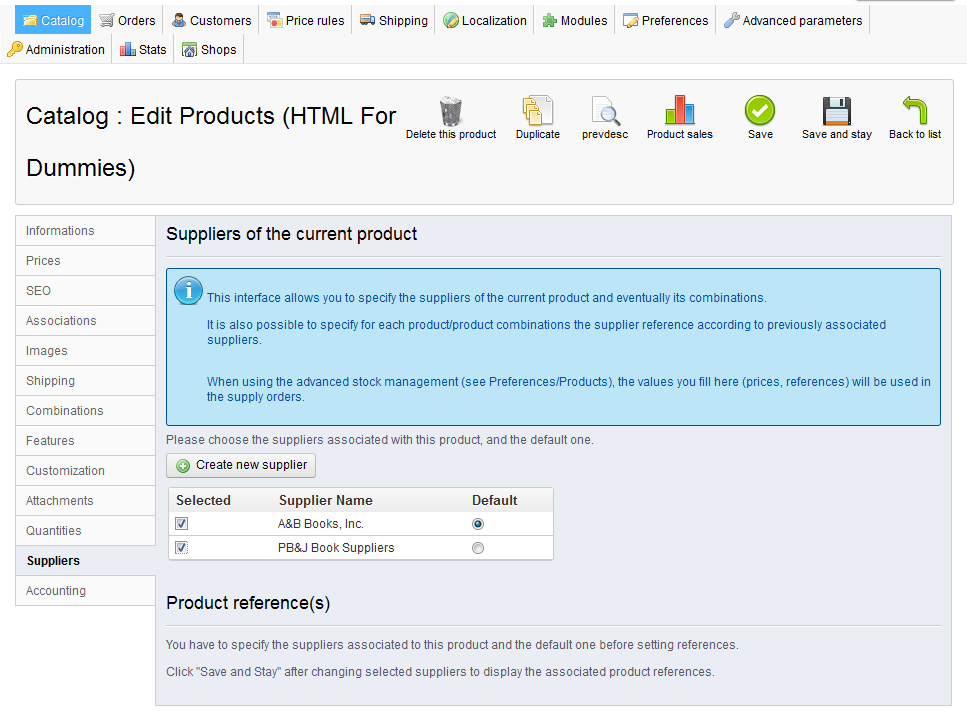 Catalog Orders Customers Price rules Shipping Localization Modules Preferences Advanced parameters
Administration Stats Shops
Catalog : Edit Products (HTML For
Dummies)
Delete this product Duplicate prevdesc Product sales Save Save and stay Back to list
Informations
Prices
SEO
Associations
Images
Shipping
Combinations
Features
Customization
Attachments
Quantities
Suppliers
Accounting
Suppliers of the current product
This interface allows you to specify the suppliers of the current product and eventually its combinations.
It is also possible to specify for each product/product combinations the supplier reference according to previously associated
suppliers.
When using the advanced stock management (see Preferences/Products), the values you fill here (prices, references) will be used in
the supply orders.
Please choose the suppliers associated with this product, and the default one.
Create new supplier
Selected Supplier Name Default
A&B Books, Inc.
PB&J Book Suppliers
Product reference(s)
You have to specify the suppliers associated to this product and the default one before setting references.
Click "Save and Stay" after changing selected suppliers to display the associated product references.